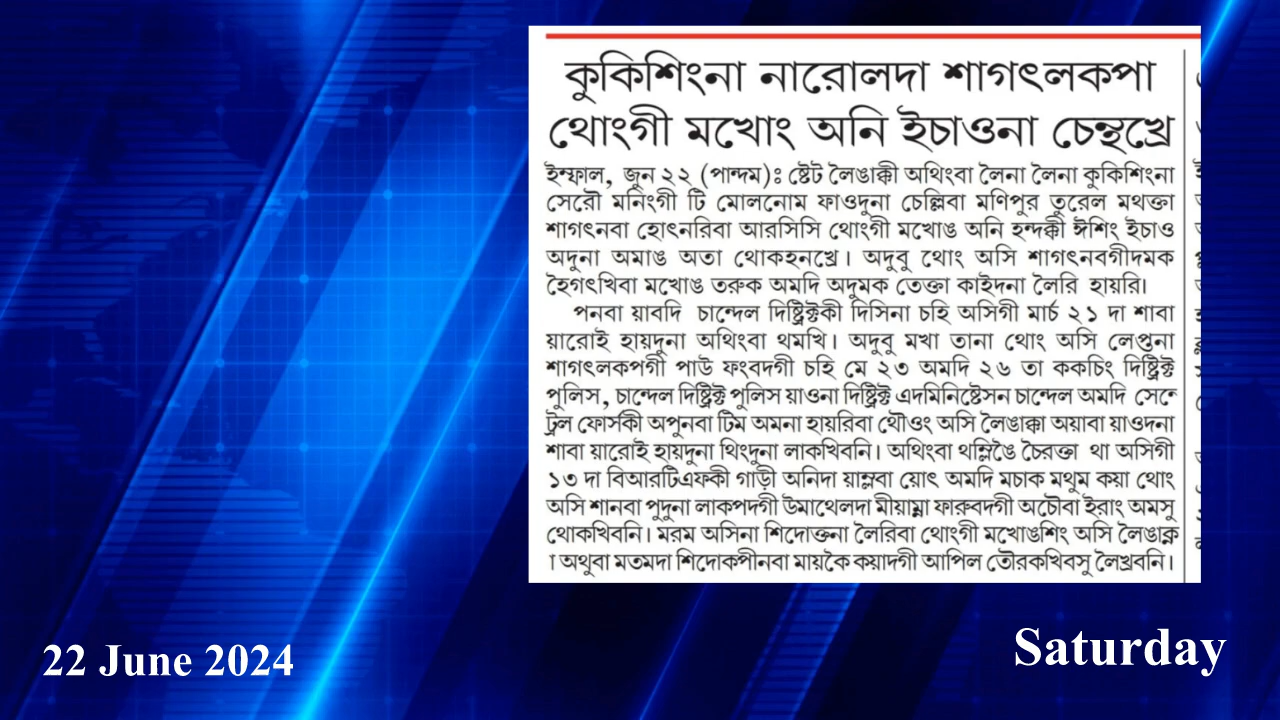 কুকিশিংনা নারোলদা শাগৎলকপা
থোংগী মখোং অনি ইচাওনা চেন্থখ্রে
ইম্ফাল, জুন ২২ (পান্দম)ঃ ষ্টেট লৈঙাক্কী অথিংবা লৈনা লৈনা কুকিশিংনা
সেরৌ মনিংগী টি মোলনোম ফাওদুনা চেল্লিবা মণিপুর তুরেল মথক্তা
শাগৎনবা হোৎনরিবা আরসিসি থোংগী মখোঙ অনি হন্দক্কী ঈশিং ইচাও
অদুনা অমাঙ অতা থোকহনখ্রে। অদুবু থোং অসি শাগৎনবগীদমক
হৈগৎখিবা মখোঙ তরুক অমদি অদুমক তেক্তা কাইদনা লৈরি হায়রি।
পনবা য়াবদি চান্দেল দিষ্ট্রিক্টকী দিসিনা চহি অসিগী মার্চ ২১ দা শাবা
য়ারোই হায়দুনা অথিংবা থমখি। অদুবু মখা তানা থোং অসি লেপ্তনা
শাগৎলকপগী পাউ ফংবদগী চহি মে ২৩ অমদি ২৬ তা ককচিং দিষ্ট্রিক্ট
পুলিস, চান্দেল দিষ্ট্রিক্ট পুলিস য়াওনা দিষ্ট্রিক্ট এদমিনিষ্টেসন চান্দেল অমদি সেন্
ট্রল ফোর্সকী অপুনবা টিম অমনা হায়রিবা থৌওং অসি লৈঙাক্কা অয়াবা য়াওদনা
শাবা য়ারোই হায়দুনা থিংদুনা লাকখিবনি। অথিংবা থম্লিঙৈ চৈরক্তা থা অসিগী
১৩ দা বিআরটিএফকী গাড়ী অনিদা য়াল্লবা য়োৎ অমদি মচাক মথুম কয়া থোং
অসি শানবা পুদুনা লাকপদগী উমাথেলদা মীয়াম্না ফারুবদগী অচৌবা ইরাং অমসু
থোকখিবনি। মরম অসিনা শিদোক্তনা লৈরিবা থোংগী মখোঙশিং অসি লৈঙাক্ন
া অথুবা মতমদা শিদোকপীনবা মায়কৈ কয়াদগী আপিল তৌরকখিবসু লৈখ্রবনি।
22 June 2024
Saturday